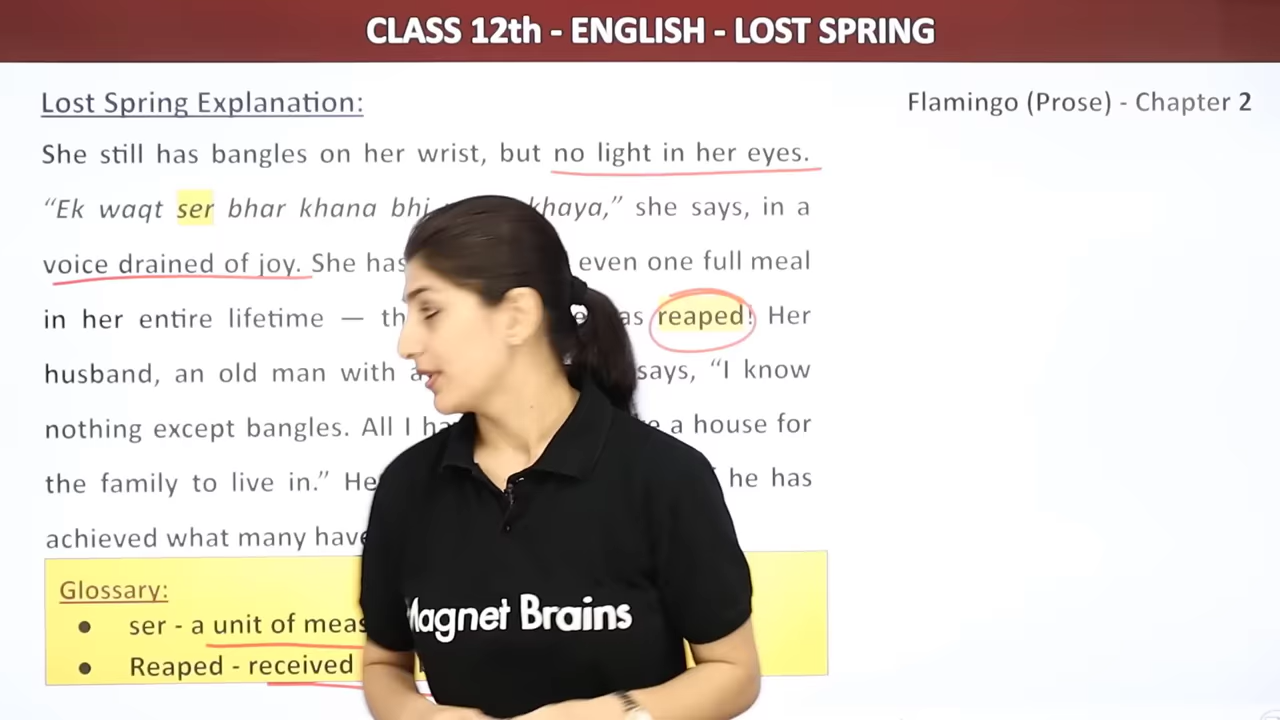 CLASS 12th - ENGLISH - LOST SPRING
Lost Spring Explanation:
Flamingo (Prose) - Chapter 2
She still has bangles on her wrist, but no light in her eyes.
“Ek waqt ser bhar khana bhi khaya,” she says, in a
voice drained of joy. She has even one full meal
in her entire lifetime — reaped! Her
husband, an old man with says, “I know
nothing except bangles. All I a house for
the family to live in.” he has
achieved what many have
Glossary:
● ser - a unit of
● Reaped - received
Magnet Brains